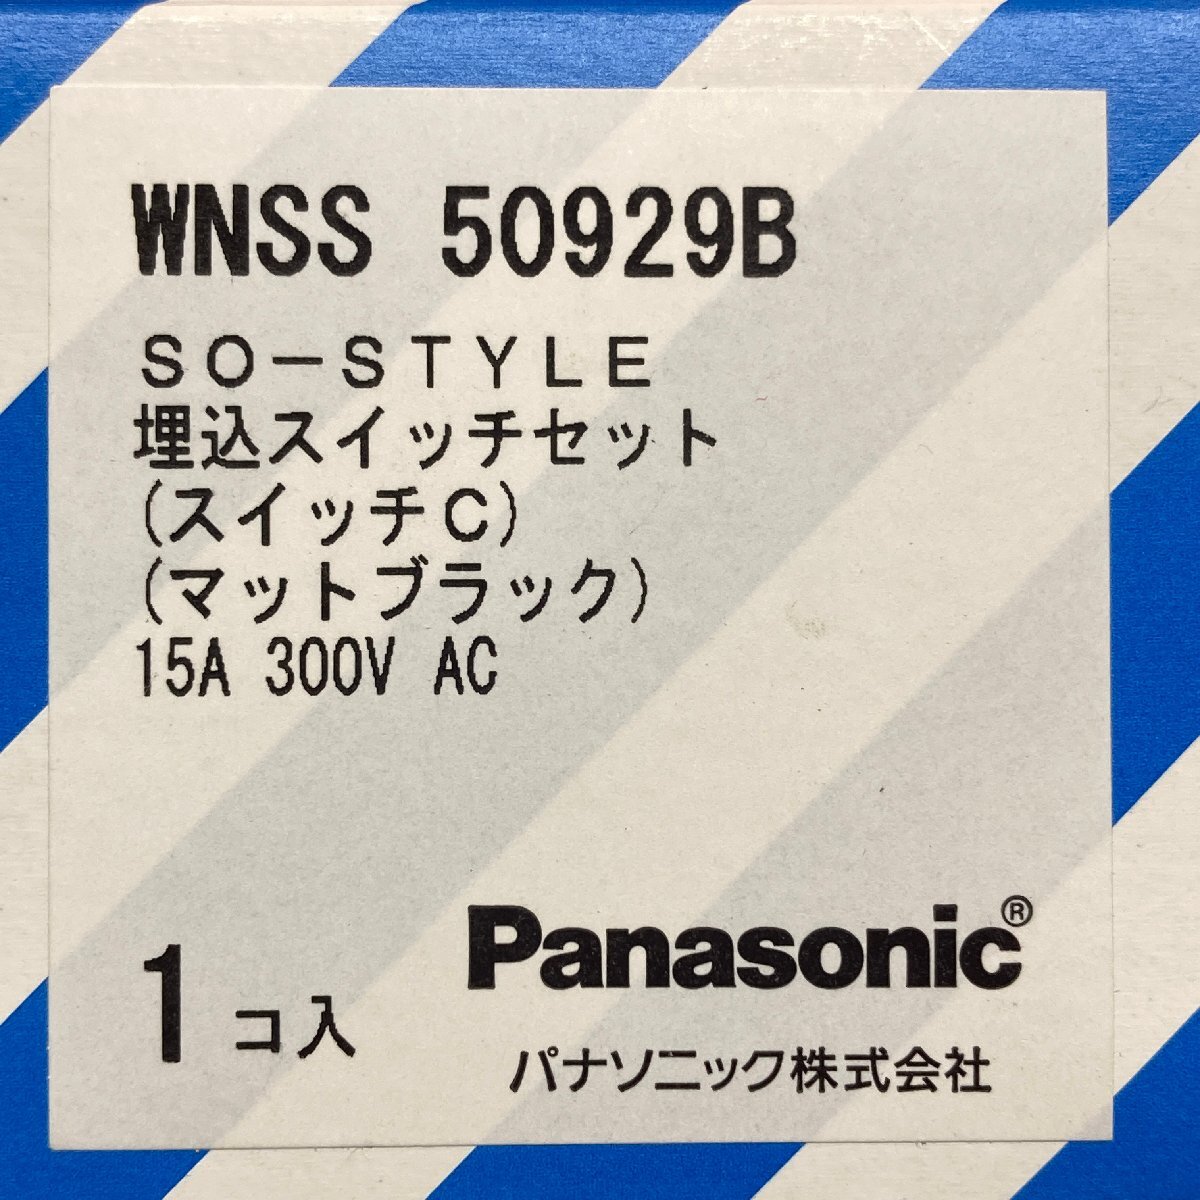 WNSS 50929B
ＳＯ－ＳＴＹＬＥ
埋込スイッチセット
(スイッチＣ)
(マットブラック)
15A 300V AC
1コ入
Panasonic®
パナソニック株式会社